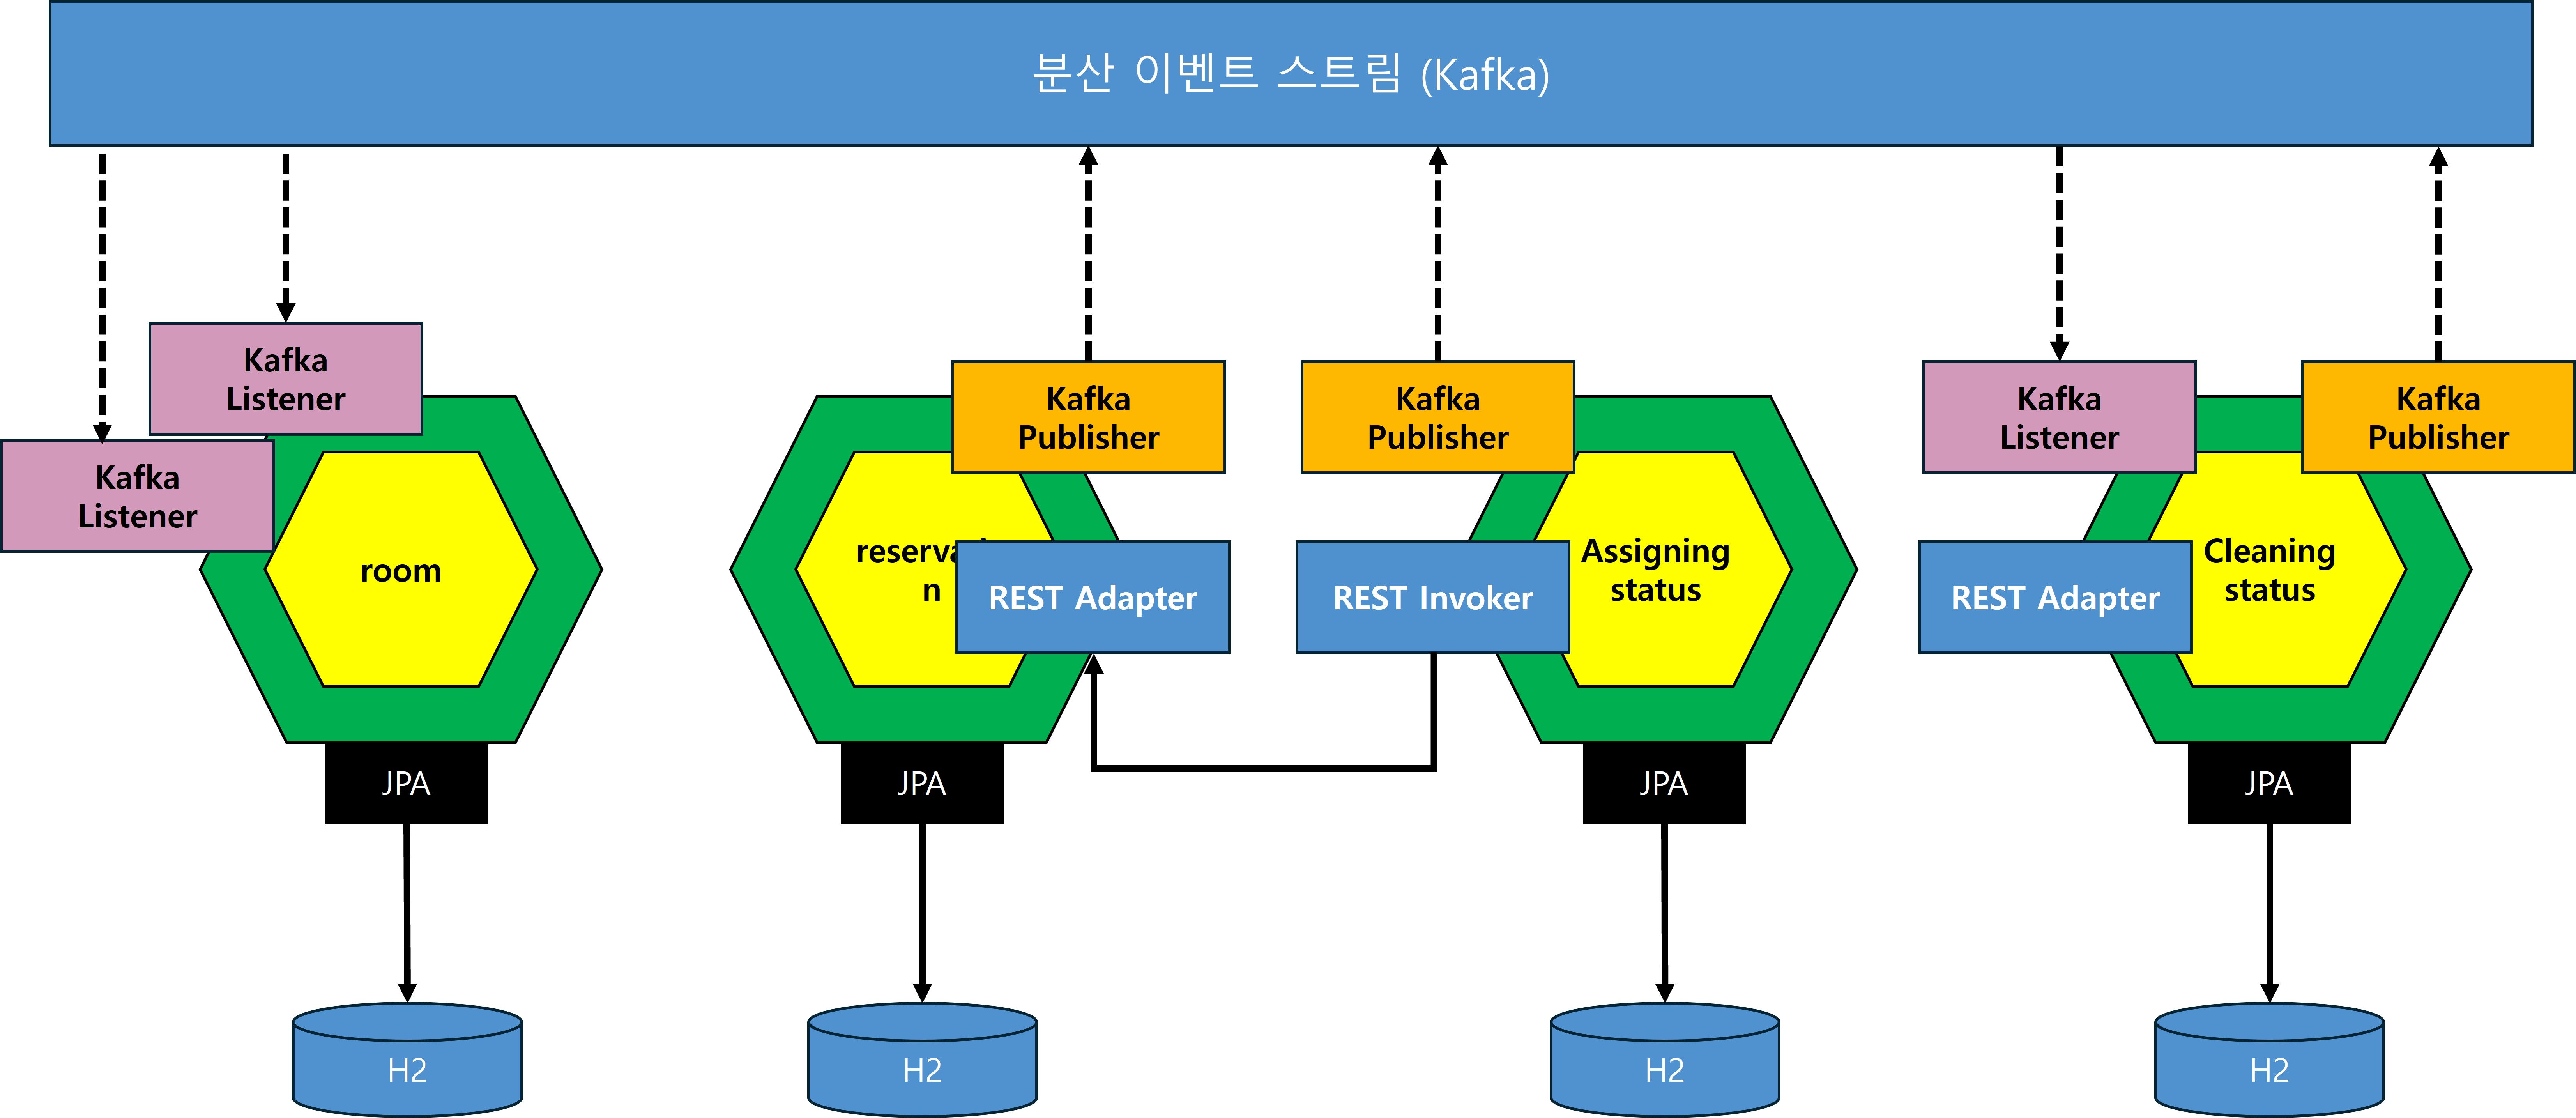 분산 이벤트 스트림 (Kafka)
Kafka
Listener
Kafka
Listener
room
JPA
H2
Kafka
Publisher
n
REST Adapter
JPA
H2
Kafka
Publisher
REST Invoker
Assigning
status
JPA
H2
Kafka
Listener
Kafka
Publisher
REST Adapter
Cleaning
status
JPA
H2